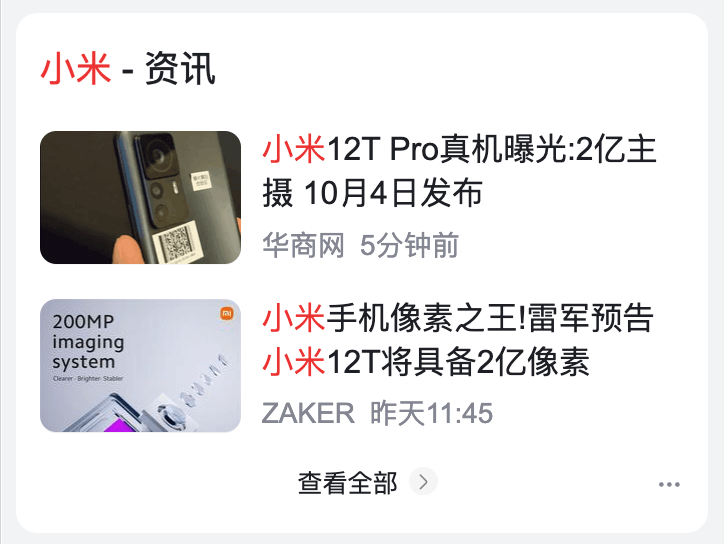 小米 - 资讯
小米12T Pro真机曝光:2亿主
摄 10月4日发布
华商网 5分钟前
200MP
imaging
system
Clearer · Brighter· Stabler
小米手机像素之王!雷军预告
小米12T将具备2亿像素
ZAKER 昨天11:45
查看全部